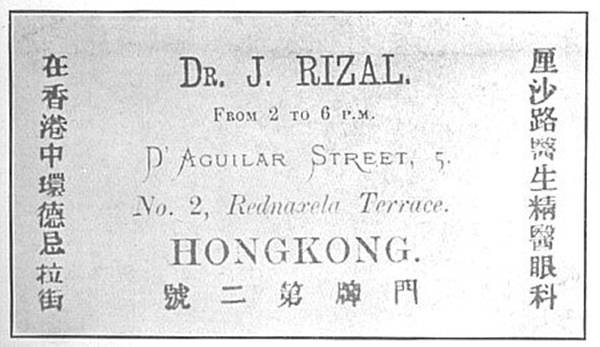 厘沙路醫生精醫眼科
DR. J. RIZAL.
FROM 2 TO 6 P.M.
D'AGUILAR STREET, 5.
No. 2, Rednaxela Terrace.
HONGKONG.
在香港中環德忌拉街
門牌第二號